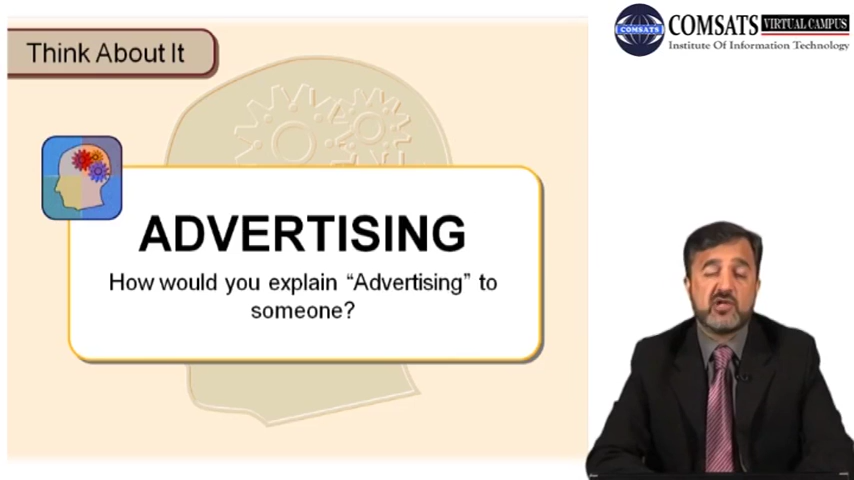 Think About It
COMSATS
COMSATS VIRTUAL CAMPUS
Institute Of Information Technology
ADVERTISING
How would you explain “Advertising” to
someone?